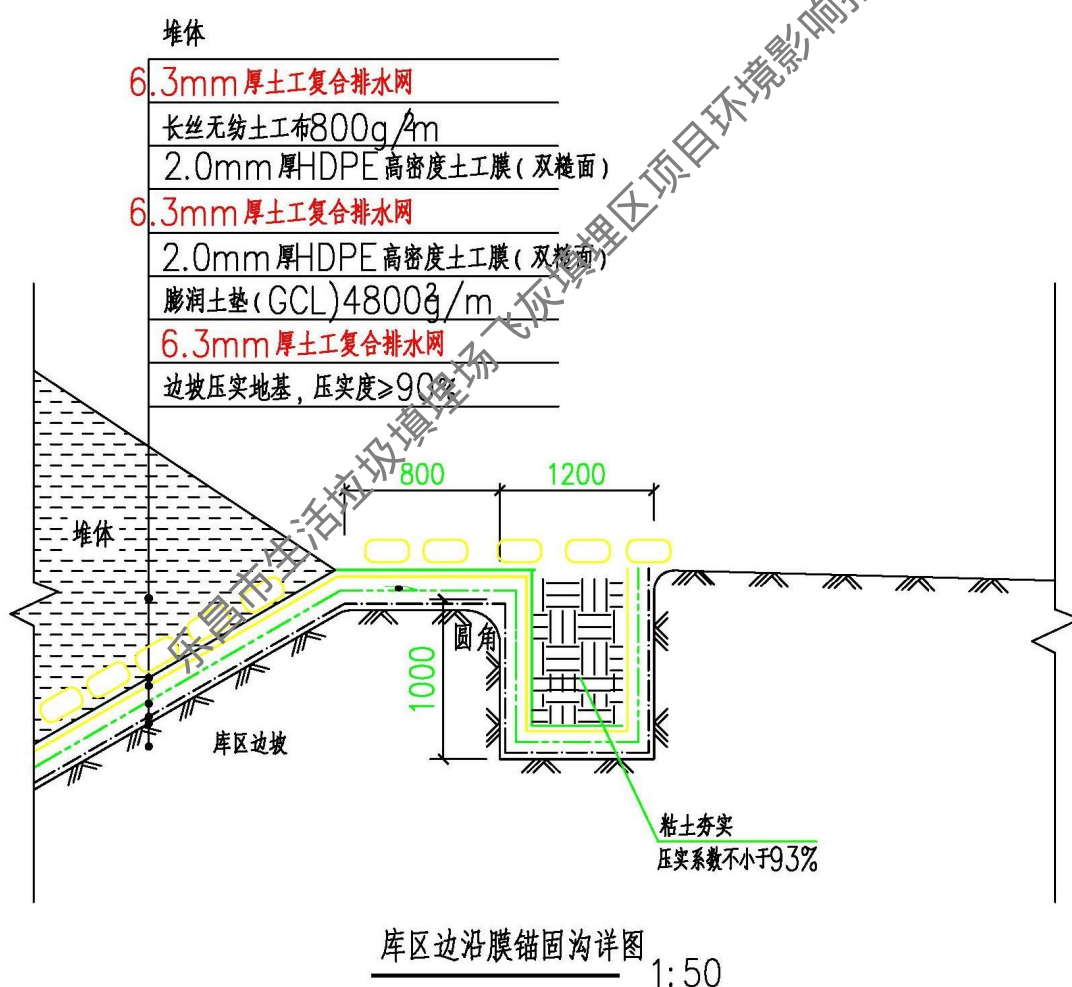 堆体
6.3mm厚土工复合排水网
长丝无纺土工布800g/m²
2.0mm厚HDPE高密度土工膜(双糙面)
6.3mm厚土工复合排水网
2.0mm厚HDPE高密度土工膜(双糙面)
膨润土垫(GCL)4800g/m²
6.3mm厚土工复合排水网
边坡压实地基,压实度≥90%
800
1200
堆体
圆角
1000
库区边坡
粘土夯实
压实系数不小于93%
库区边沿膜锚固沟详图
1:50
乐昌市生活垃圾填埋场飞灰填埋区项目环境影响报